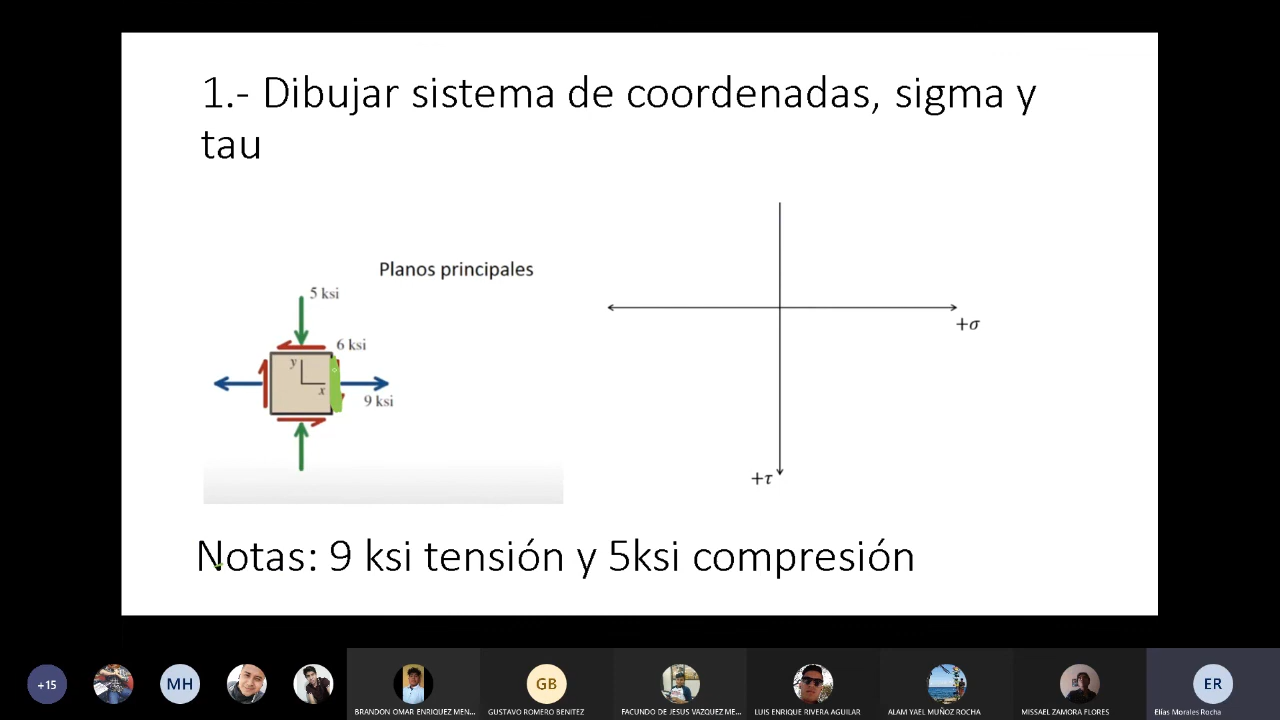 1.- Dibujar sistema de coordenadas, sigma y
tau
Planos principales
5 ksi
6 ksi
y
x
9 ksi
+σ
+τ
Notas: 9 ksi tensión y 5ksi compresión
+15
MH
BRANDON OMAR ENRIQUEZ MEN...
GB
GUSTAVO ROMERO BENITEZ
FACUNDO DE JESUS VAZQUEZ ME...
LUIS ENRIQUE RIVERA AGUILAR
ALAM YAEL MUÑOZ ROCHA
MISSAEL ZAMORA FLORES
ER
Elias Morales Rocha